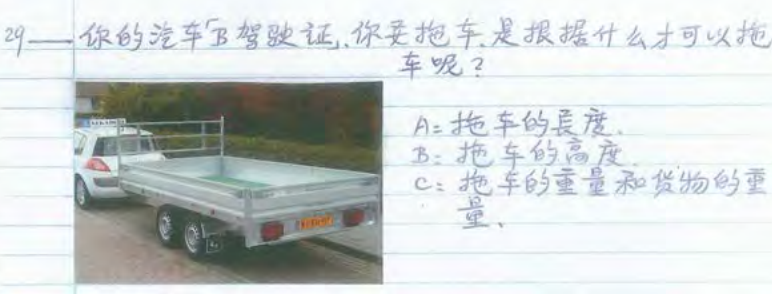 29 — 你的汽车B驾驶证,你要拖车,是根据什么才可以拖
车呢?
A: 拖车的長度.
B: 拖车的高度
C: 拖车的重量和货物的重
量.